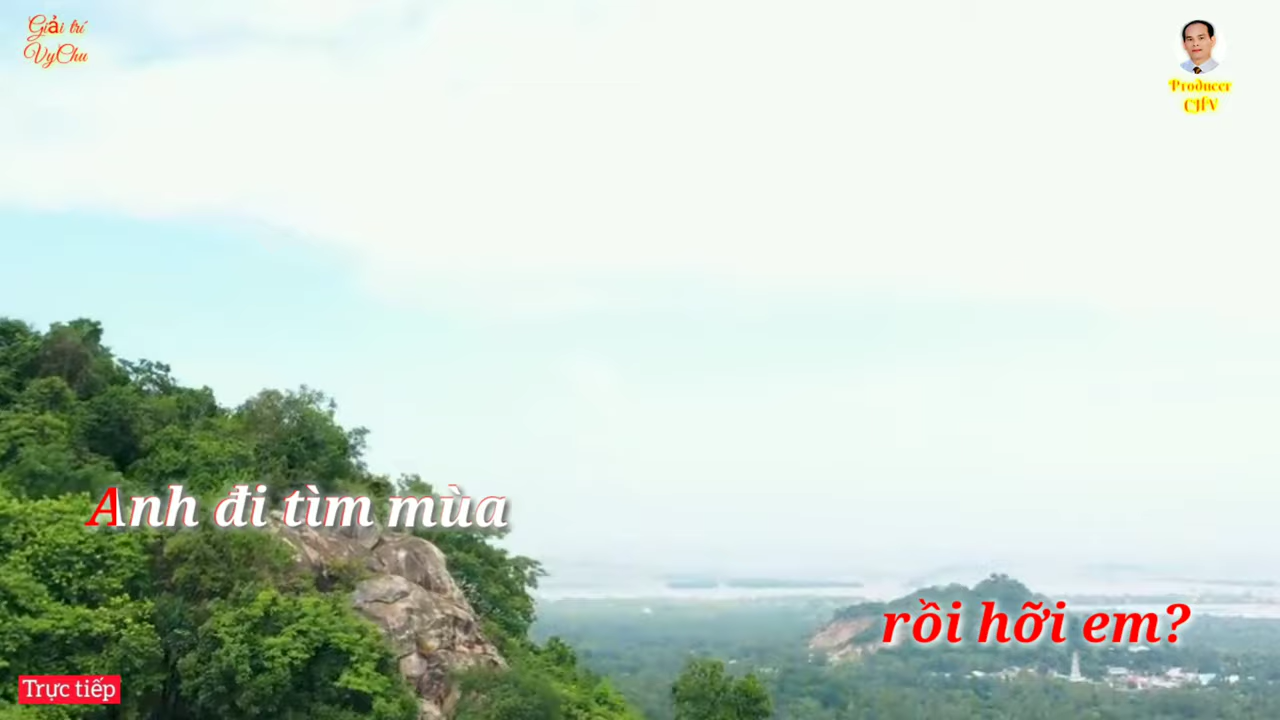 Giải trí
VyChu
Producer
CHV
Anh đi tìm mùa
rồi hỡi em?
Trực tiếp